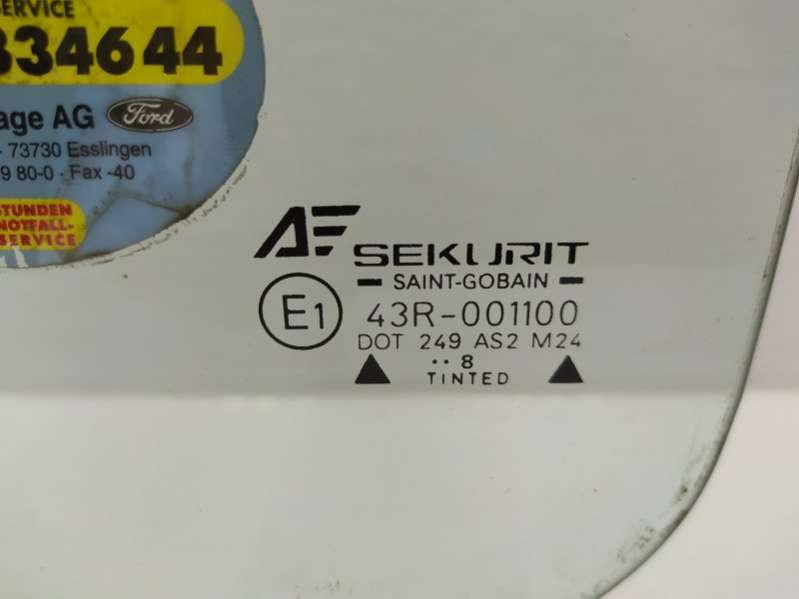 SERVICE
334644
age AG Ford
- 73730 Esslingen
9 80-0 · Fax -40
STUNDEN
NOTFALL-
SERVICE
AF SEKURIT
SAINT-GOBAIN
E1 43R-001100
DOT 249 AS2 M24
··8
TINTED